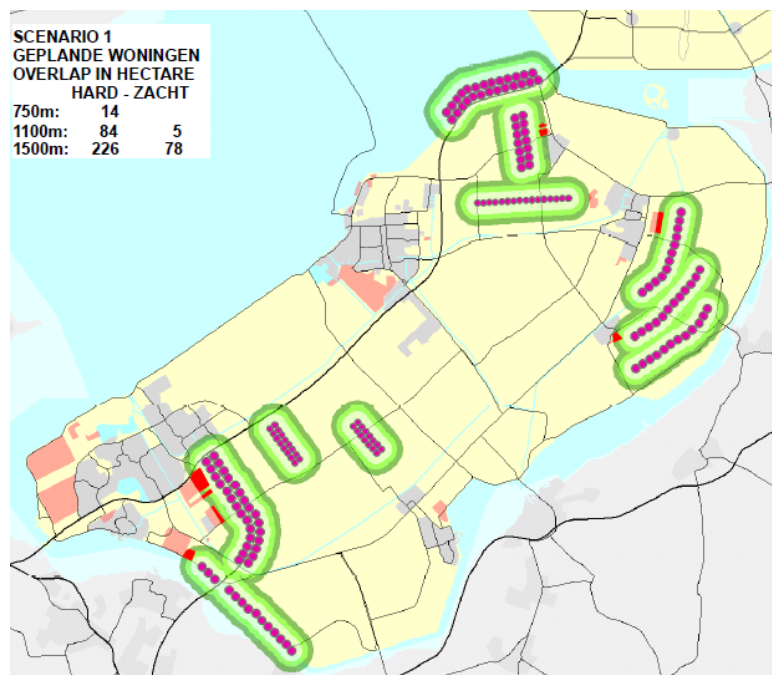 SCENARIO 1
GEPLANDE WONINGEN
OVERLAP IN HECTARE
HARD - ZACHT
750m: 14
1100m: 84 5
1500m: 226 78